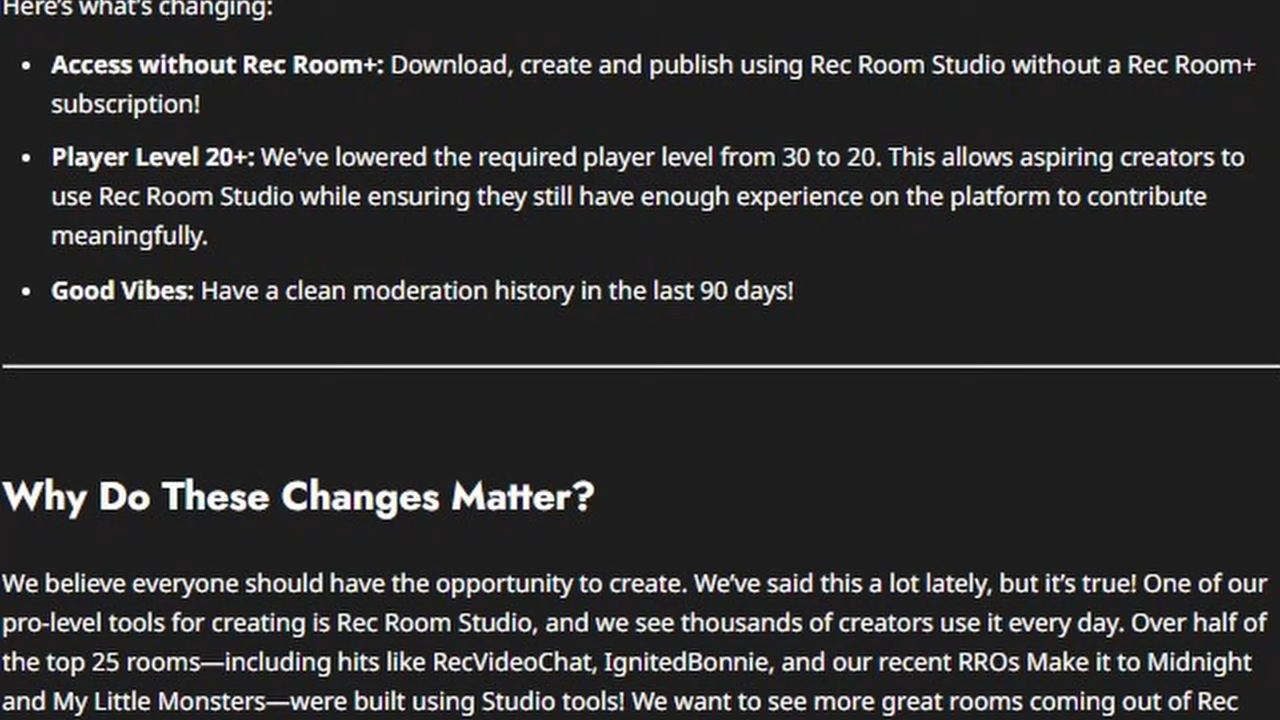 Here's what's changing:
• Access without Rec Room+: Download, create and publish using Rec Room Studio without a Rec Room+
subscription!
• Player Level 20+: We've lowered the required player level from 30 to 20. This allows aspiring creators to
use Rec Room Studio while ensuring they still have enough experience on the platform to contribute
meaningfully.
• Good Vibes: Have a clean moderation history in the last 90 days!
Why Do These Changes Matter?
We believe everyone should have the opportunity to create. We’ve said this a lot lately, but it’s true! One of our
pro-level tools for creating is Rec Room Studio, and we see thousands of creators use it every day. Over half of
the top 25 rooms—including hits like RecVideoChat, IgnitedBonnie, and our recent RROs Make it to Midnight
and My Little Monsters—were built using Studio tools! We want to see more great rooms coming out of Rec